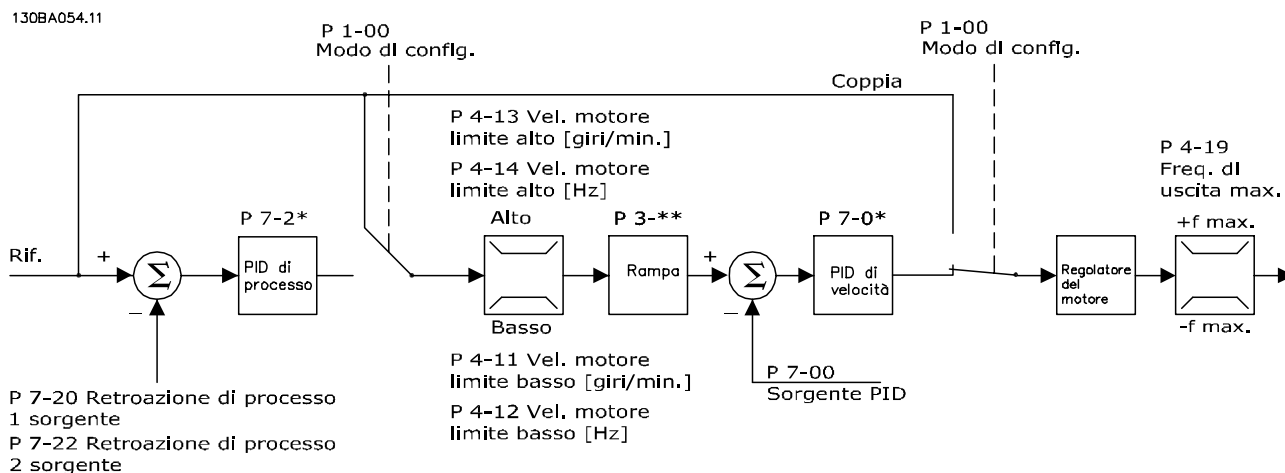 130BA054.11
P 1-00
Modo di config.
P 1-00
Modo di config.
Coppia
P 4-13 Vel. motore
limite alto [giri/min.]
P 4-14 Vel. motore
limite alto [Hz]
P 4-19
Freq. di
uscita max.
P 7-2*
Alto
P 3-**
P 7-0*
+f max.
Rif.
+
Σ
PID di
processo
Rampa
+
Σ
PID di
velocità
Regolatore
del
motore
_
_
Basso
-f max.
P 4-11 Vel. motore
limite basso [giri/min.]
P 4-12 Vel. motore
limite basso [Hz]
P 7-00
Sorgente PID
P 7-20 Retroazione di processo
1 sorgente
P 7-22 Retroazione di processo
2 sorgente